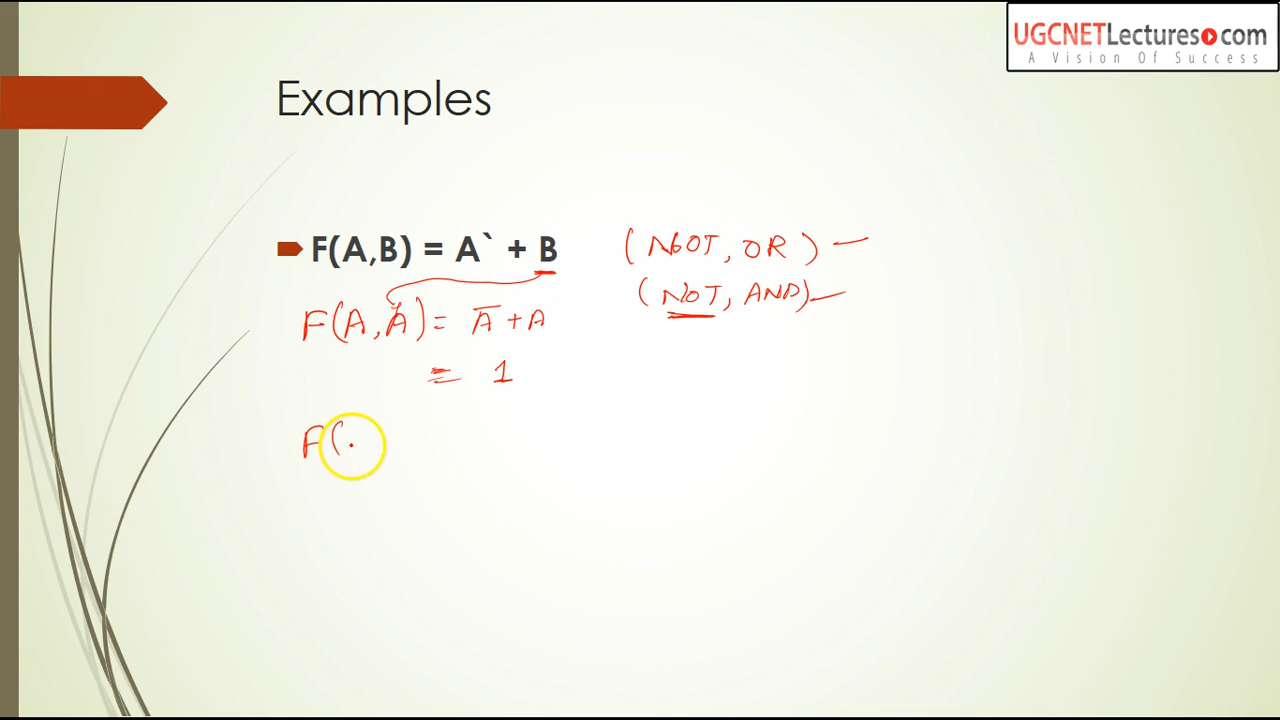 UGCNETLectures.com
A Vision Of Success
Examples
F(A,B) = A` + B (NOT, OR) —
(NOT, AND) —
F(A, A) = A̅ + A
= 1
F(.